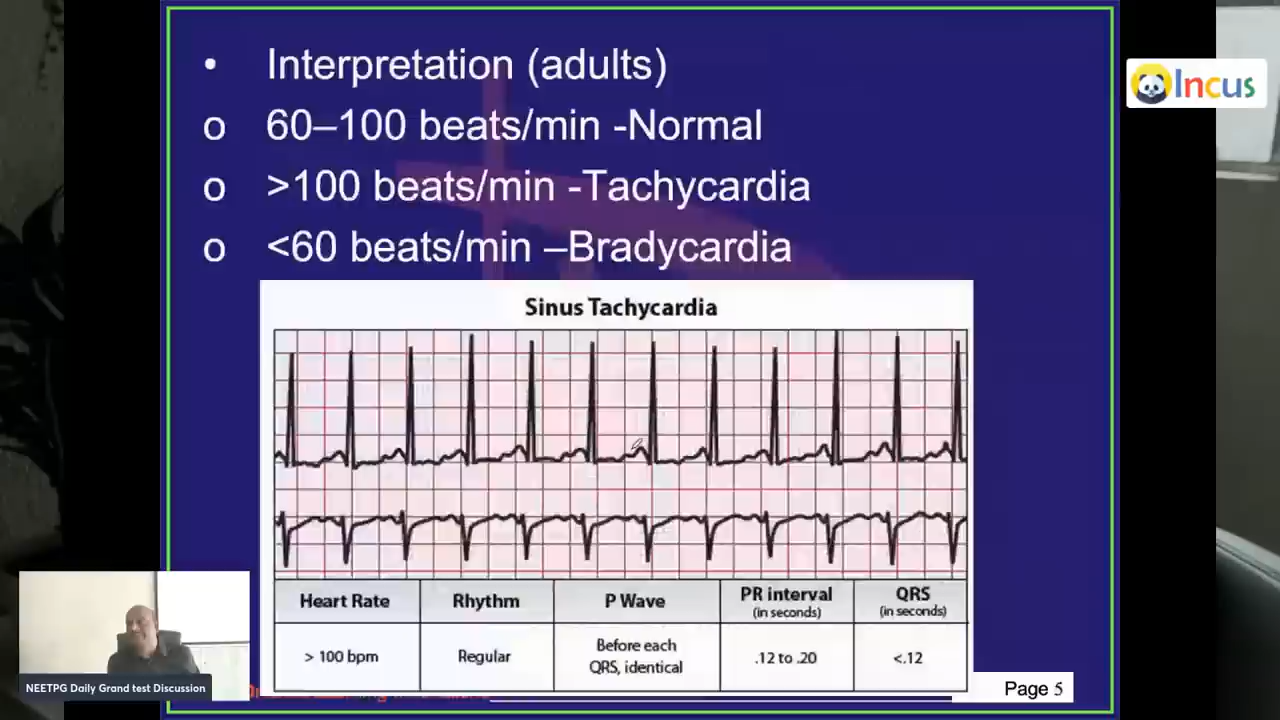 • Interpretation (adults)
o 60–100 beats/min -Normal
o >100 beats/min -Tachycardia
o <60 beats/min –Bradycardia
Incus
Sinus Tachycardia
Heart Rate Rhythm P Wave PR interval (in seconds) QRS (in seconds)
> 100 bpm Regular Before each QRS, identical .12 to .20 <.12
NEETPG Daily Grand test Discussion
Page 5